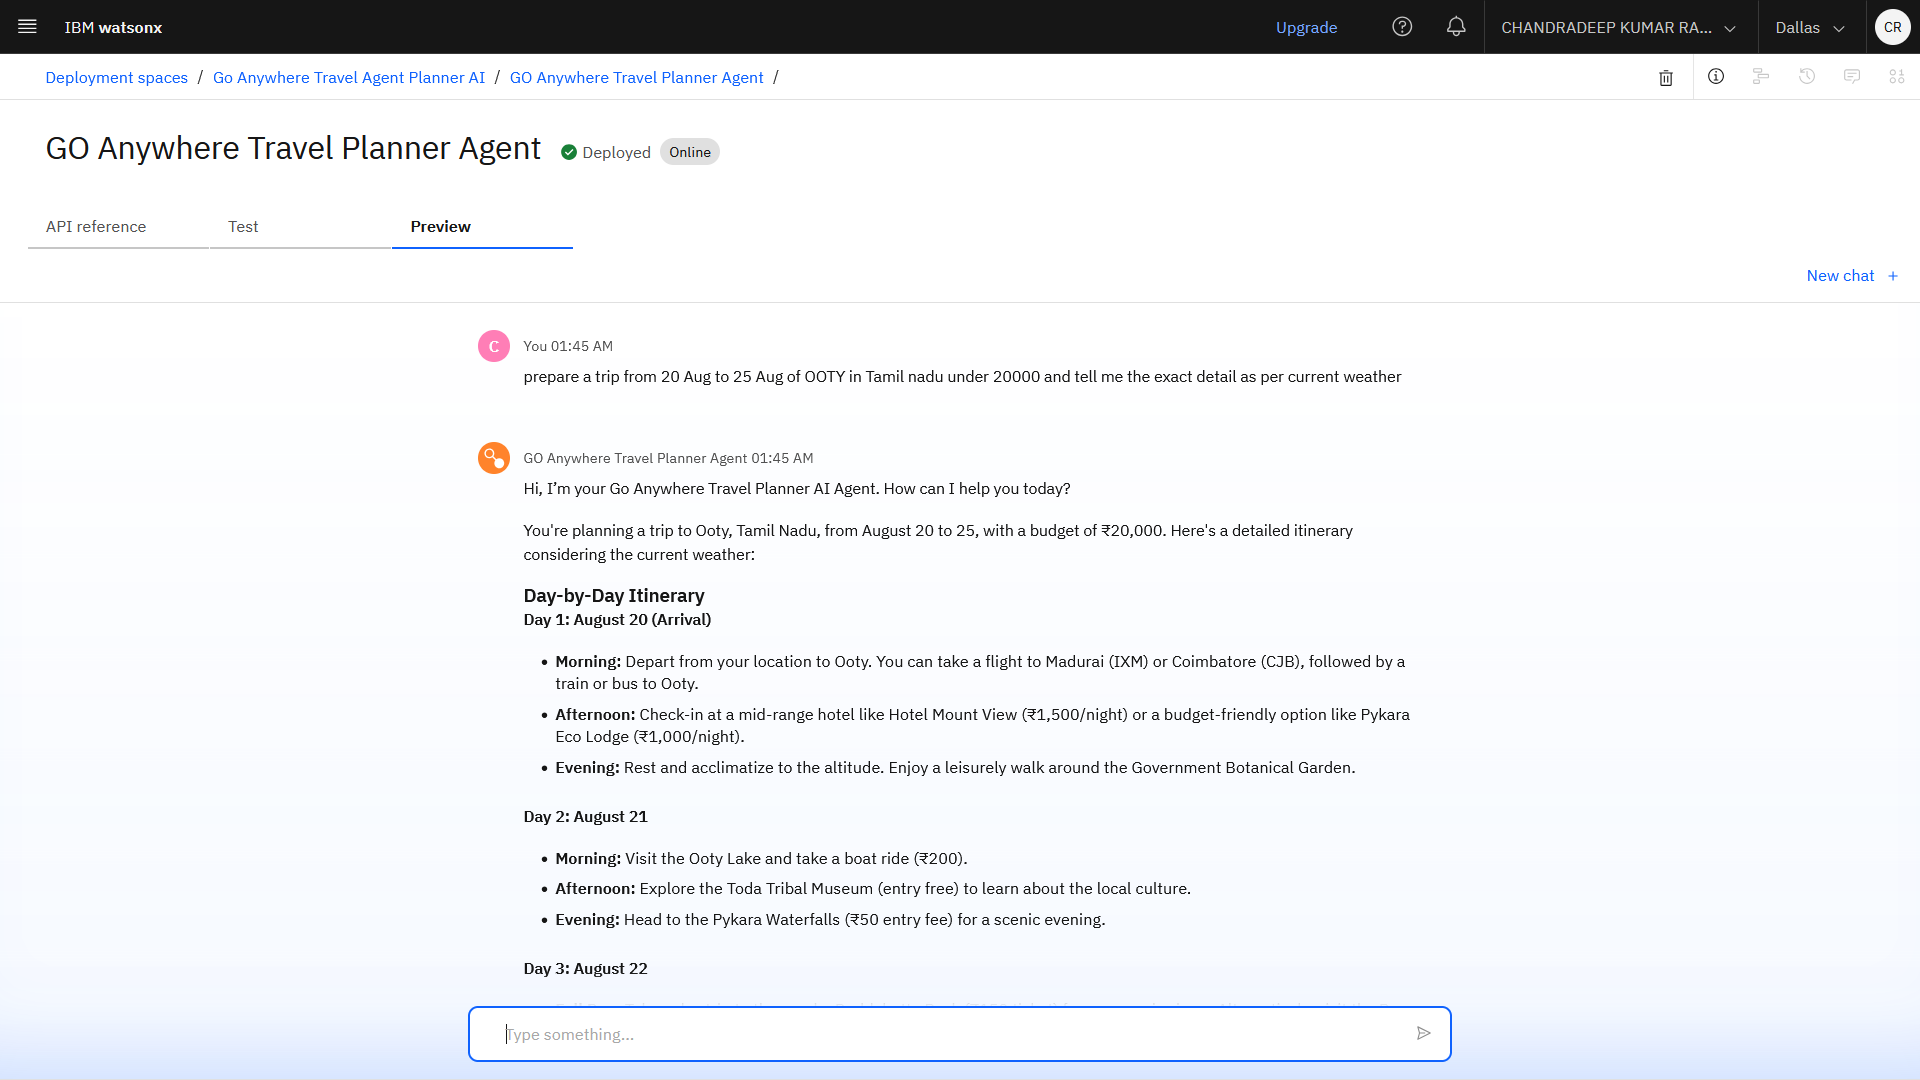 IBM watsonx
Upgrade
CHANDRADEEP KUMAR RA...
Dallas
CR
Deployment spaces / Go Anywhere Travel Agent Planner AI / GO Anywhere Travel Planner Agent /
GO Anywhere Travel Planner Agent
Deployed
Online
API reference
Test
Preview
New chat +
C
You 01:45 AM
prepare a trip from 20 Aug to 25 Aug of OOTY in Tamil nadu under 20000 and tell me the exact detail as per current weather
GO Anywhere Travel Planner Agent 01:45 AM
Hi, I’m your Go Anywhere Travel Planner AI Agent. How can I help you today?
You're planning a trip to Ooty, Tamil Nadu, from August 20 to 25, with a budget of ₹20,000. Here's a detailed itinerary
considering the current weather:
Day-by-Day Itinerary
Day 1: August 20 (Arrival)
• Morning: Depart from your location to Ooty. You can take a flight to Madurai (IXM) or Coimbatore (CJB), followed by a
train or bus to Ooty.
• Afternoon: Check-in at a mid-range hotel like Hotel Mount View (₹1,500/night) or a budget-friendly option like Pykara
Eco Lodge (₹1,000/night).
• Evening: Rest and acclimatize to the altitude. Enjoy a leisurely walk around the Government Botanical Garden.
Day 2: August 21
• Morning: Visit the Ooty Lake and take a boat ride (₹200).
• Afternoon: Explore the Toda Tribal Museum (entry free) to learn about the local culture.
• Evening: Head to the Pykara Waterfalls (₹50 entry fee) for a scenic evening.
Day 3: August 22
Type something...